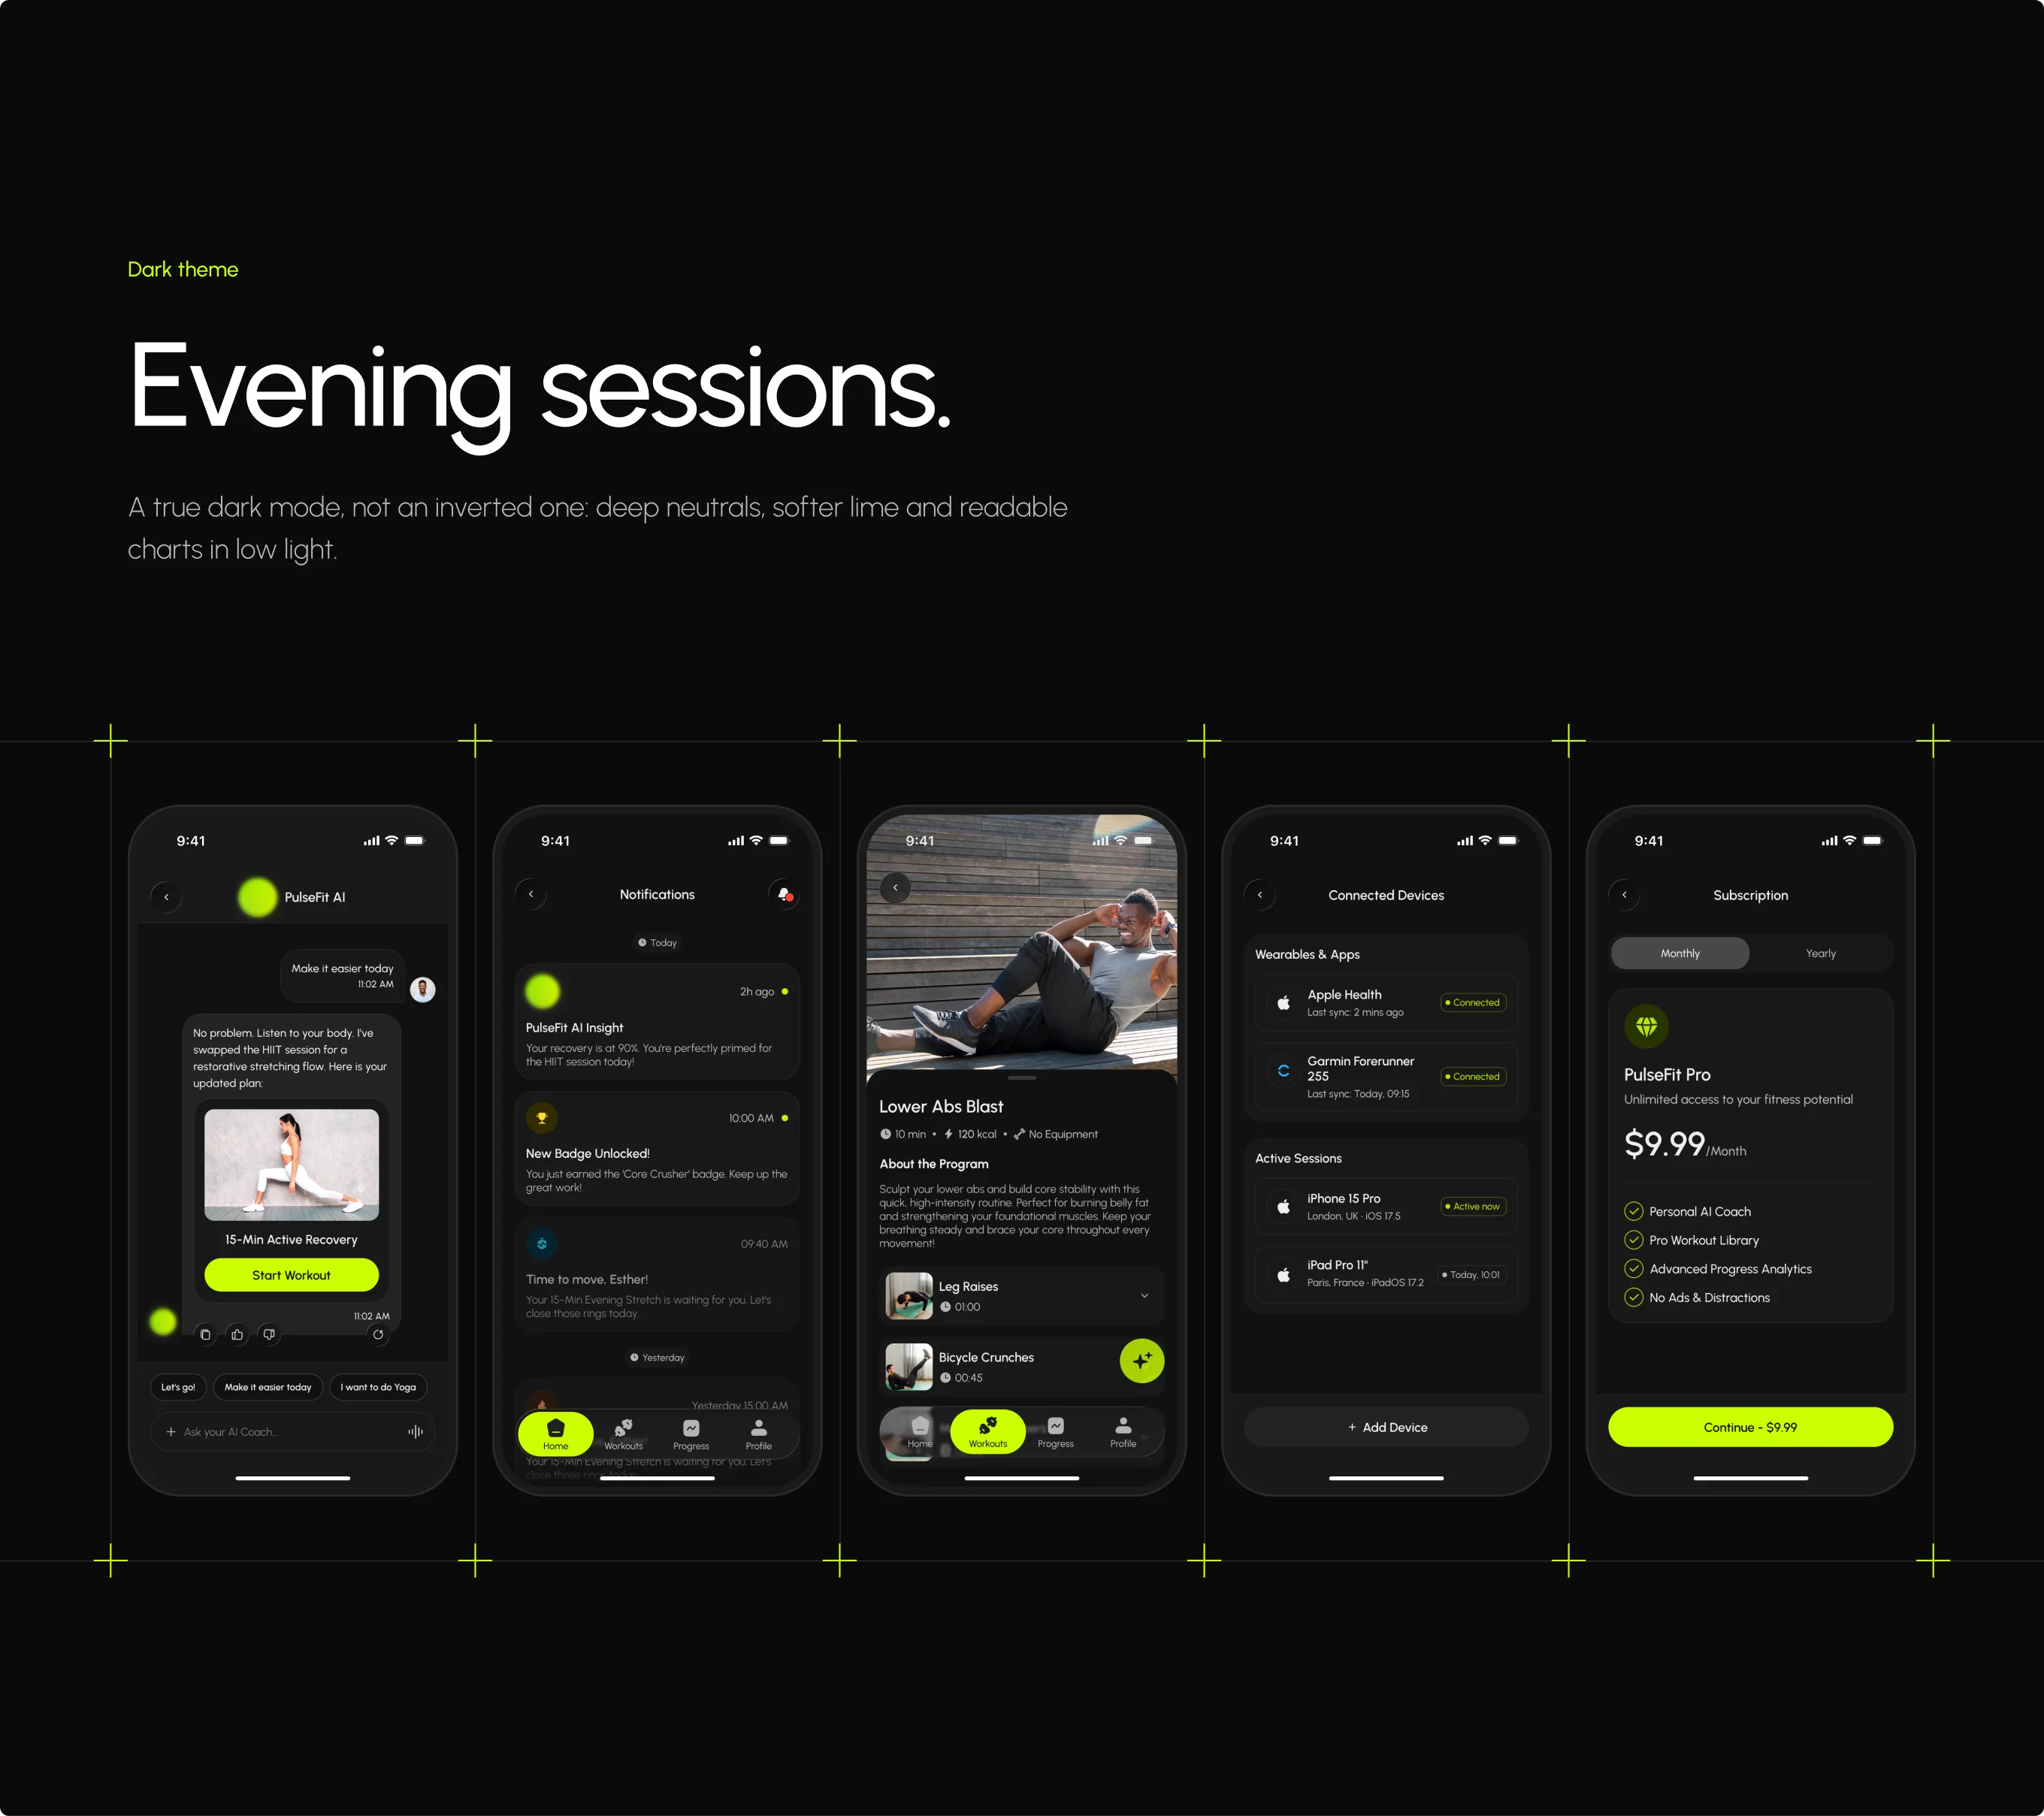 Dark theme
Evening sessions.
A true dark mode, not an inverted one: deep neutrals, softer lime and readable
charts in low light.
9:41
PulseFit AI
Make it easier today
11:02 AM
No problem. Listen to your body. I've
swapped the HIIT session for a
restorative stretching flow. Here is your
updated plan:
15-Min Active Recovery
Start Workout
11:02 AM
Let's go!
Make it easier today
I want to do Yoga
Ask your AI Coach...
9:41
Notifications
Today
2h ago
PulseFit AI Insight
Your recovery is at 90%. You're perfectly primed for
the HIIT session today!
10:00 AM
New Badge Unlocked!
You just earned the 'Core Crusher' badge. Keep up the
great work!
09:40 AM
Time to move, Esther!
Your 15-Min Evening Stretch is waiting for you. Let's
close those rings today.
Yesterday
Yesterday 15:00 AM
Home
Workouts
Progress
Profile
Your 15-Min Evening Stretch is waiting for you. Let's
close those rings today.
9:41
Lower Abs Blast
10 min • 120 kcal • No Equipment
About the Program
Sculpt your lower abs and build core stability with this
quick, high-intensity routine. Perfect for burning belly fat
and strengthening your foundational muscles. Keep your
breathing steady and brace your core throughout every
movement!
Leg Raises
01:00
Bicycle Crunches
00:45
Home
Workouts
Progress
Profile
9:41
Connected Devices
Wearables & Apps
Apple Health
Last sync: 2 mins ago
Connected
Garmin Forerunner
255
Last sync: Today, 09:15
Connected
Active Sessions
iPhone 15 Pro
London, UK · iOS 17.5
Active now
iPad Pro 11"
Paris, France · iPadOS 17.2
Today, 10:01
+ Add Device
9:41
Subscription
Monthly
Yearly
PulseFit Pro
Unlimited access to your fitness potential
$9.99/Month
Personal AI Coach
Pro Workout Library
Advanced Progress Analytics
No Ads & Distractions
Continue - $9.99